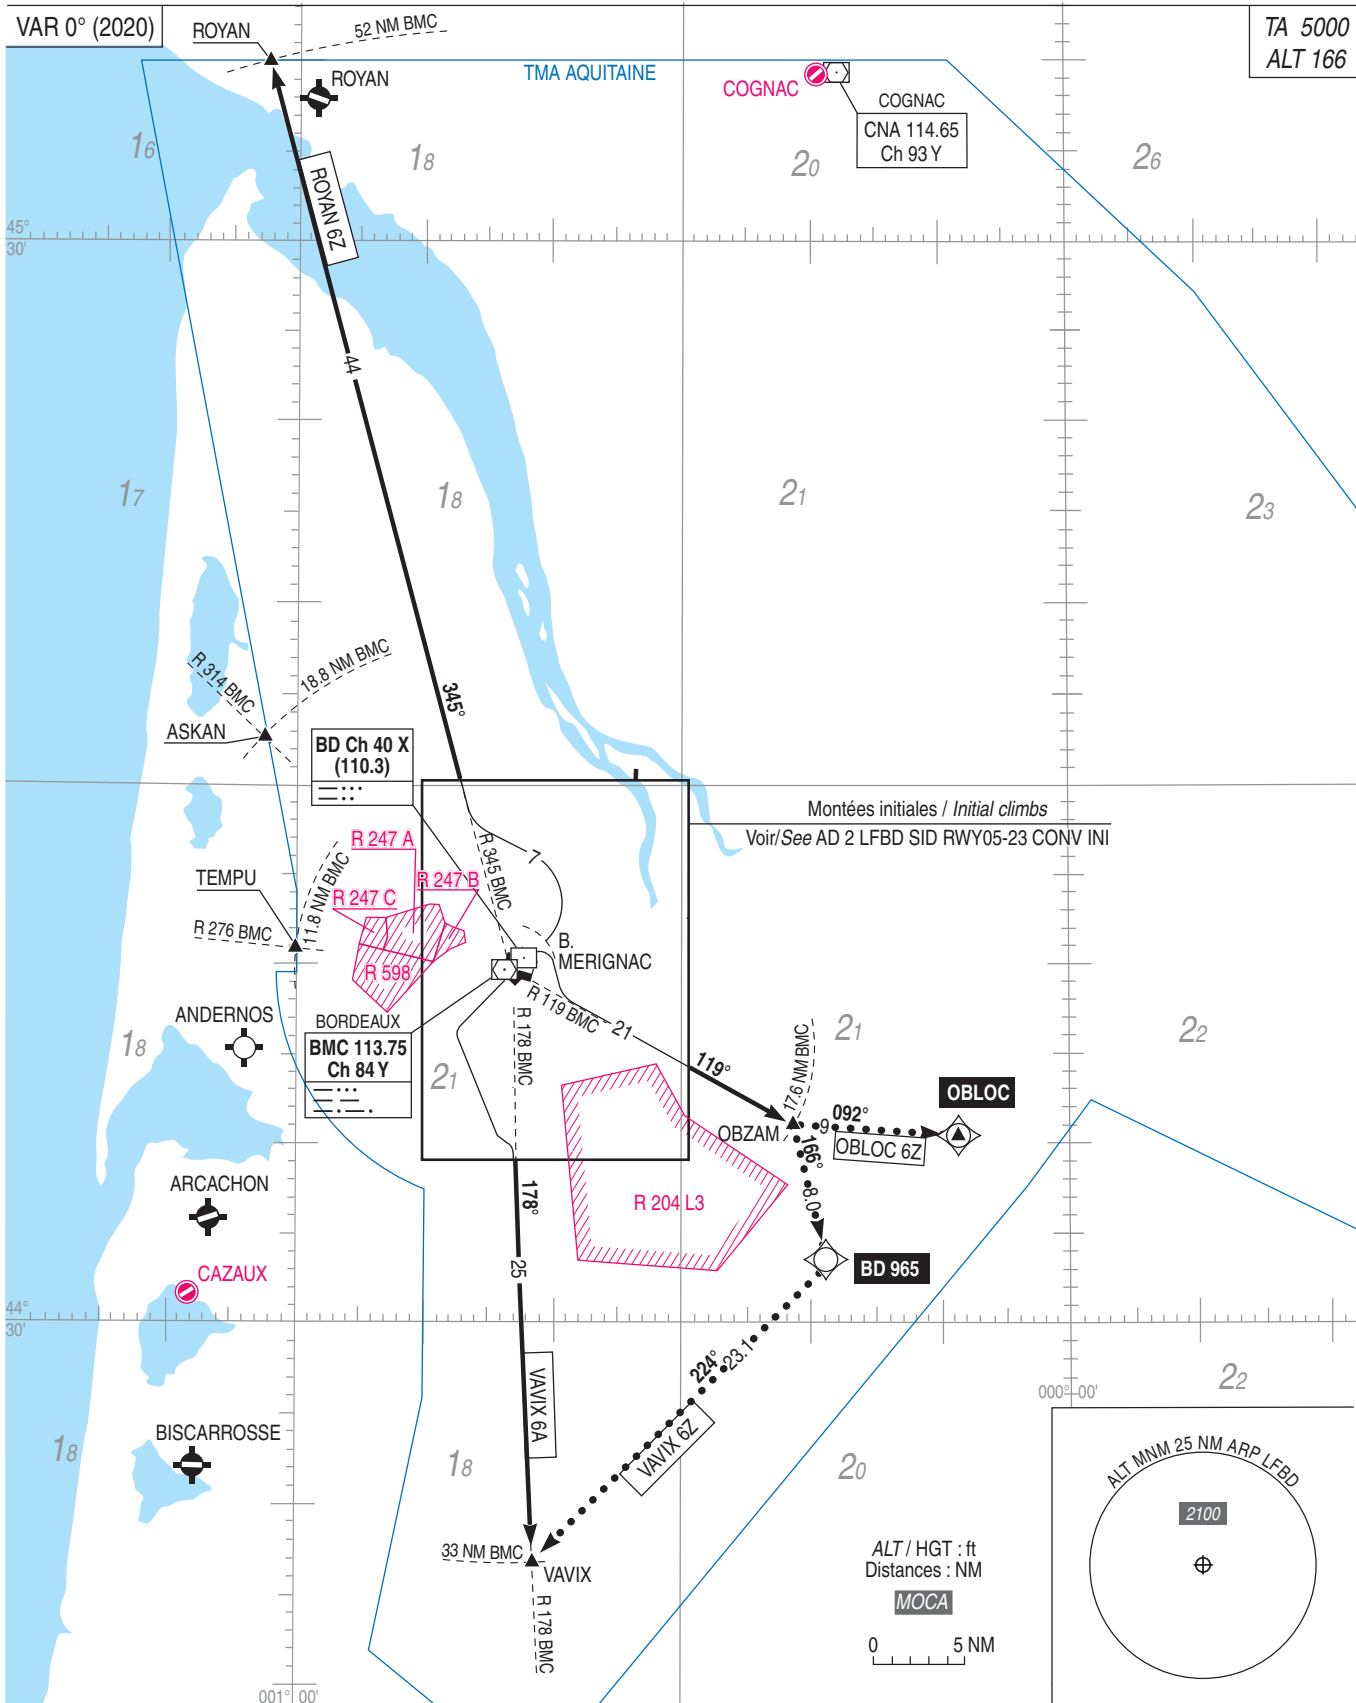 VAR 0° (2020)
ROYAN
52 NM BMC
TA 5000
ALT 166
ROYAN
TMA AQUITAINE
COGNAC
COGNAC
CNA 114.65
Ch 93 Y
16
18
20
26
ROYAN 6Z
45°
30'
44
17
18
21
23
R 314 BMC
18.8 NM BMC
ASKAN
345°
BD Ch 40 X
(110.3)
Montées initiales / Initial climbs
Voir/See AD 2 LFBD SID RWY05-23 CONV INI
R 247 A
R 345 BMC
7
TEMPU
11.8 NM BMC
R 247 C
R 247 B
R 276 BMC
B.
MERIGNAC
R 598
R 119 BMC
ANDERNOS
BORDEAUX
BMC 113.75
Ch 84 Y
R 178 BMC
21
18
21
21
22
119°
17.6 NM BMC
OBZAM
9
092°
OBLOC
OBLOC 6Z
166°
8.0
ARCACHON
178°
R 204 L3
BD 965
CAZAUX
25
44°
30'
224°
23.1
000° 00'
22
VAVIX 6A
VAVIX 6Z
BISCARROSSE
18
18
20
ALT MNM 25 NM ARP LFBD
2100
33 NM BMC
VAVIX
R 178 BMC
ALT / HGT : ft
Distances : NM
MOCA
0
5 NM
001° 00'